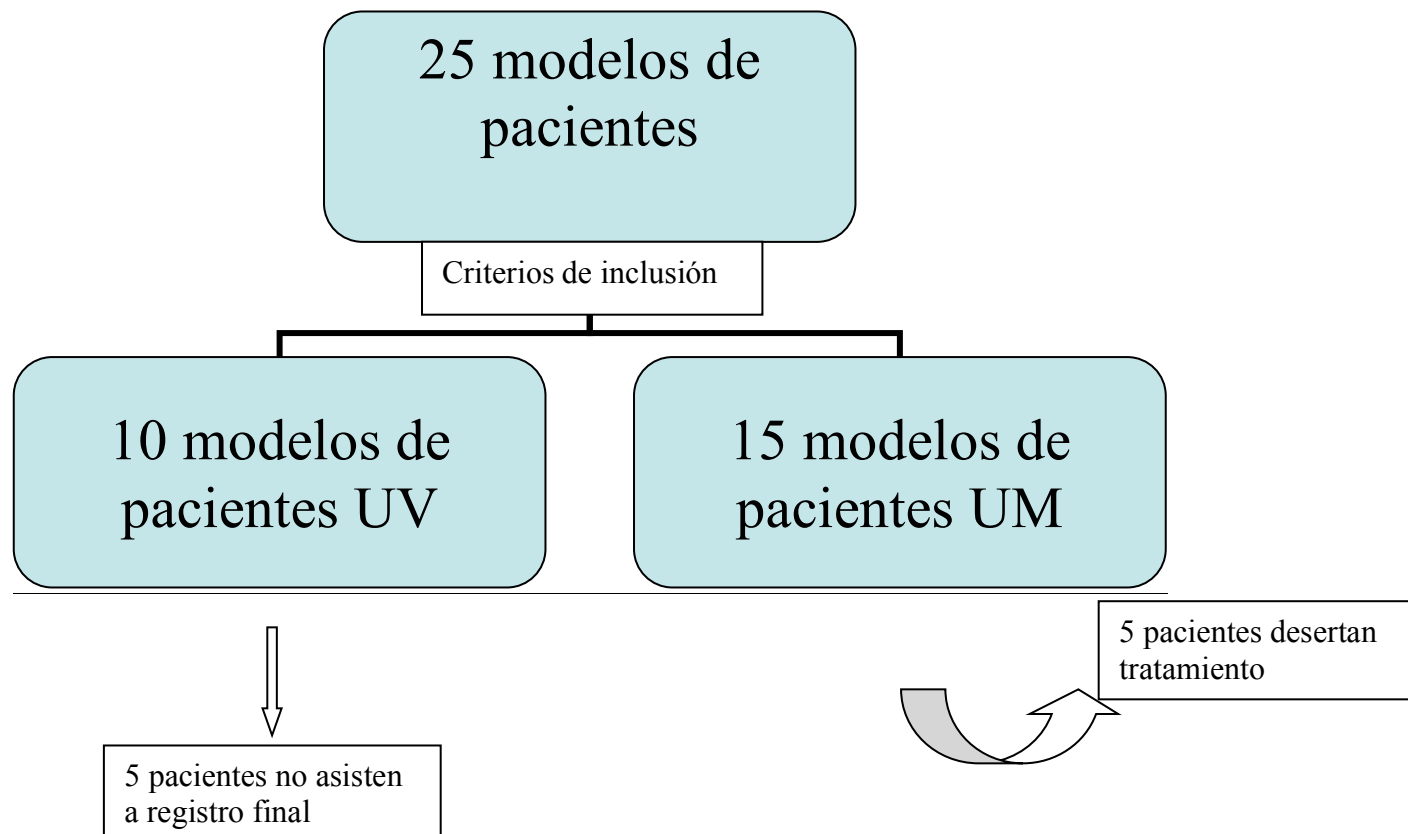 25 modelos de
pacientes
Criterios de inclusión
10 modelos de
pacientes UV
15 modelos de
pacientes UM
5 pacientes desertan
tratamiento
5 pacientes no asisten
a registro final